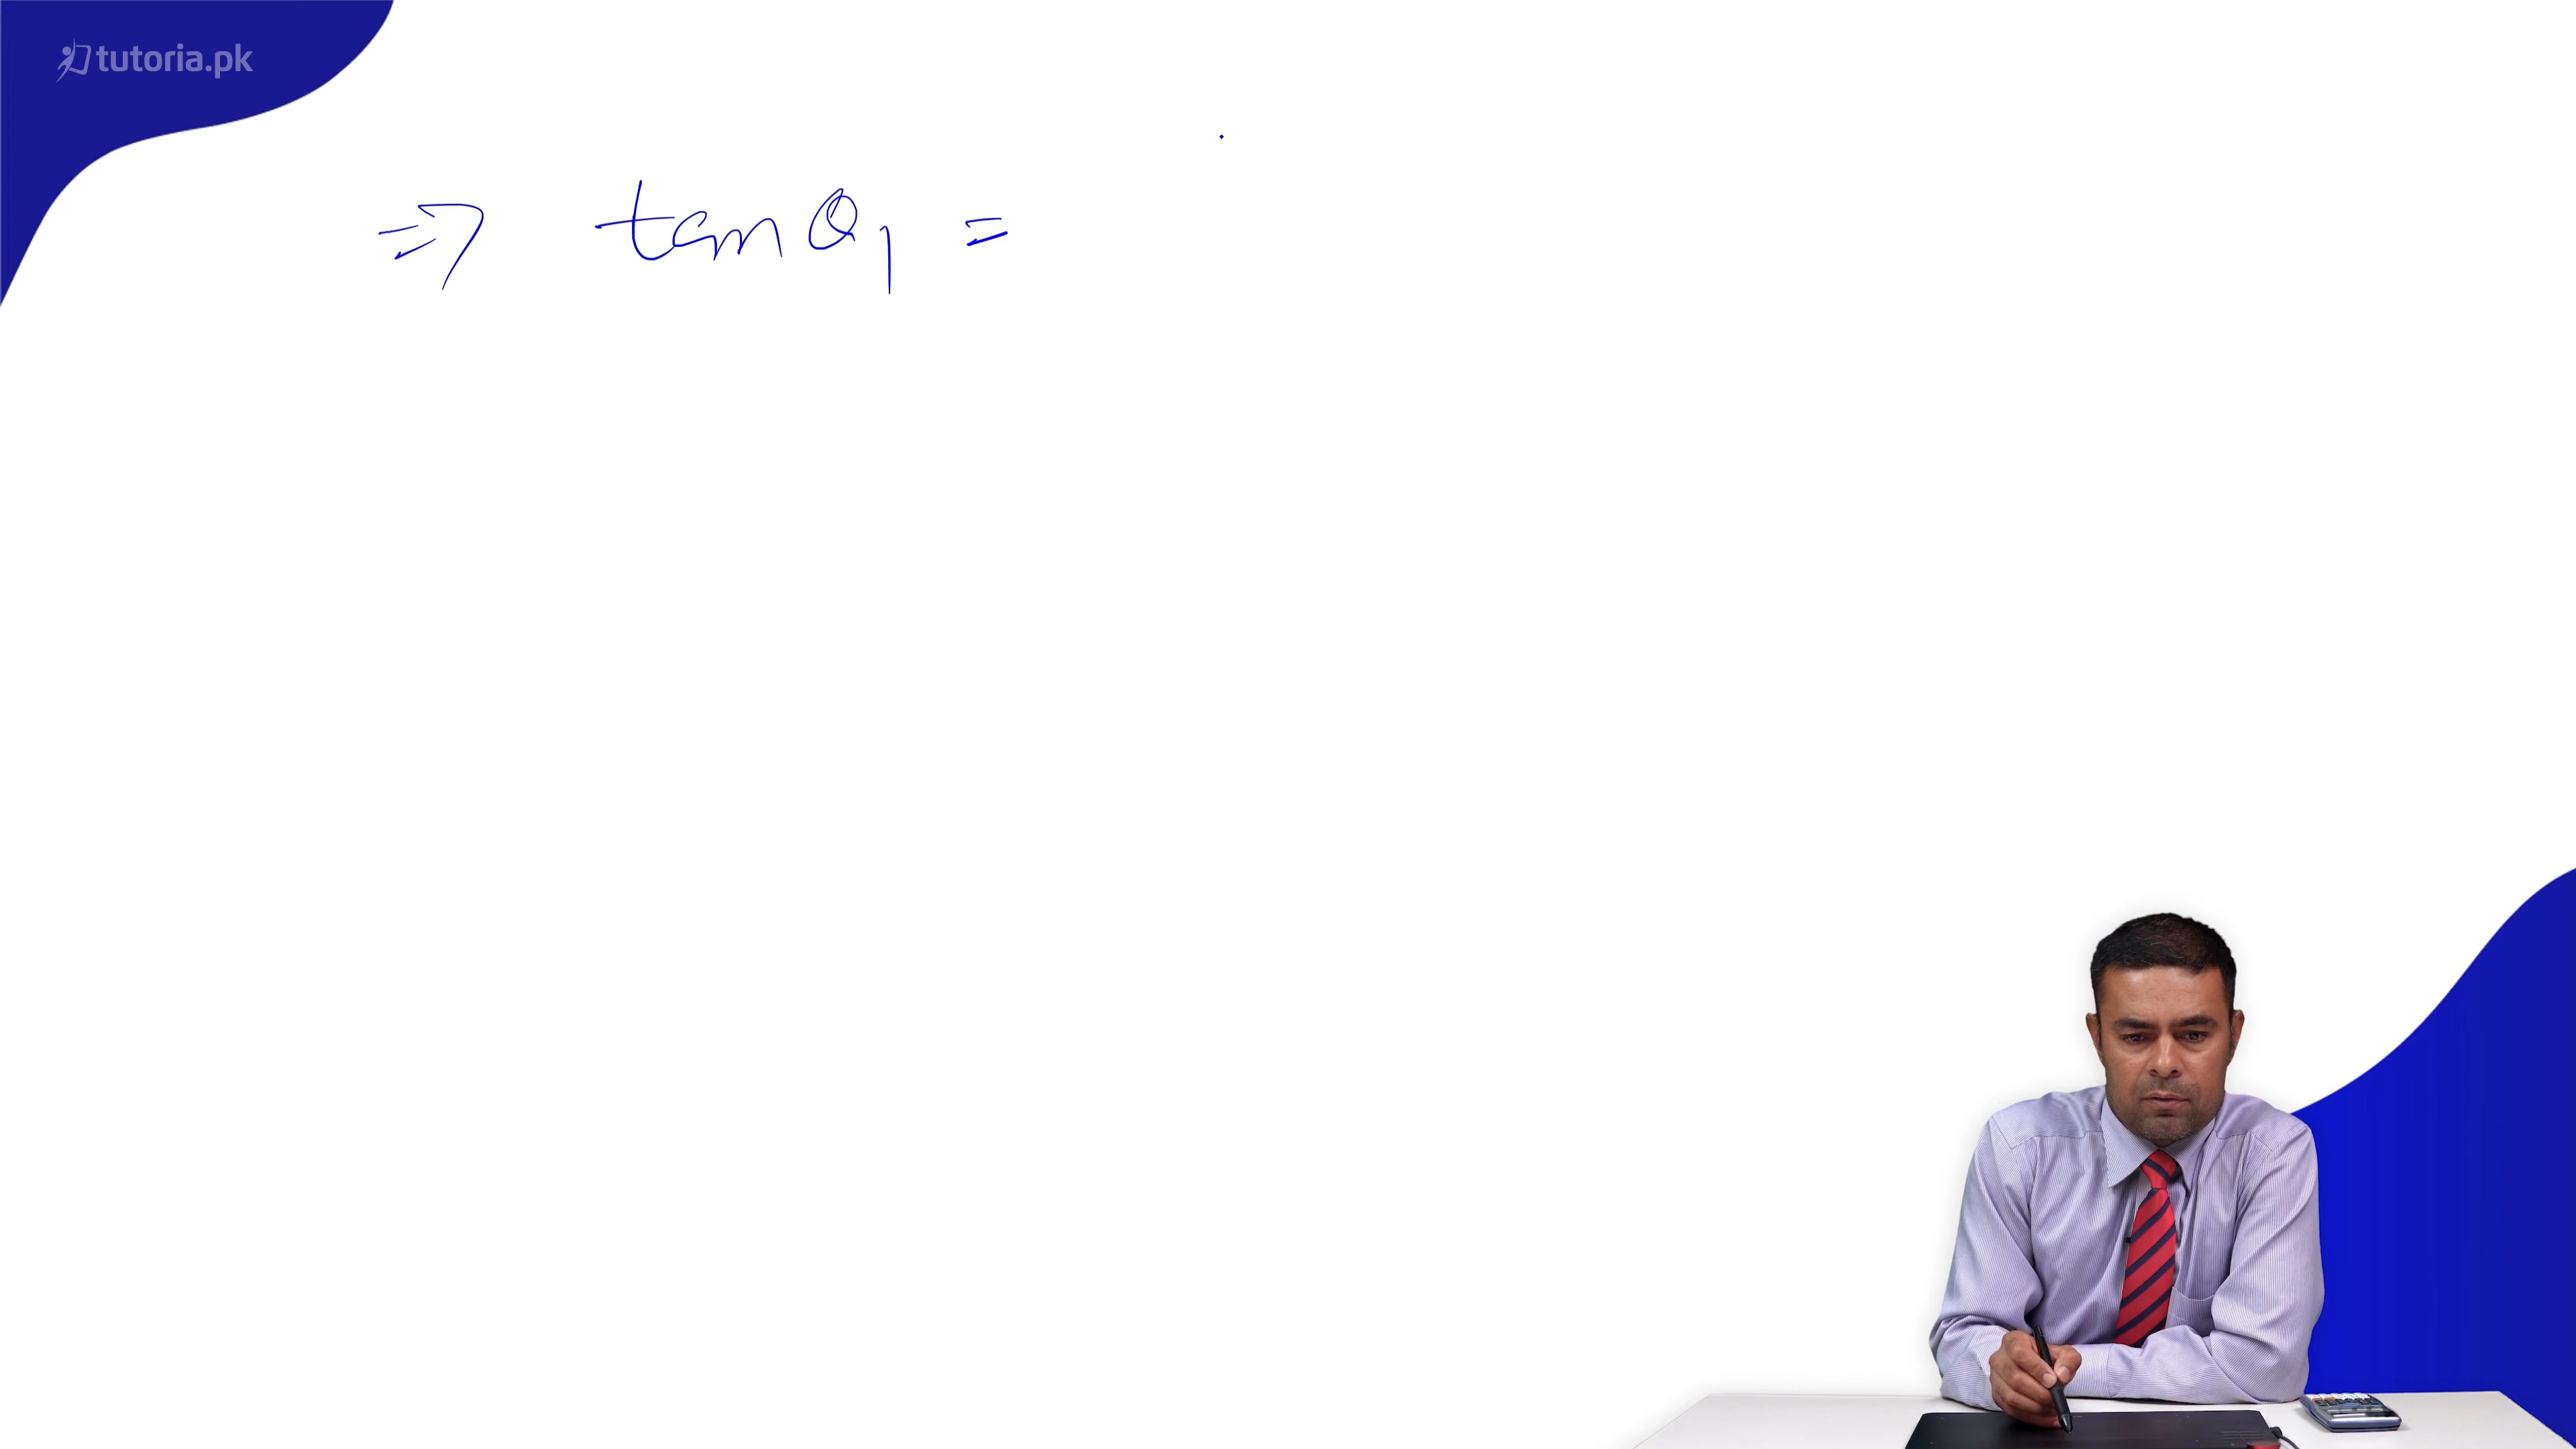 tutoria.pk
⇒ tanθ₁ =